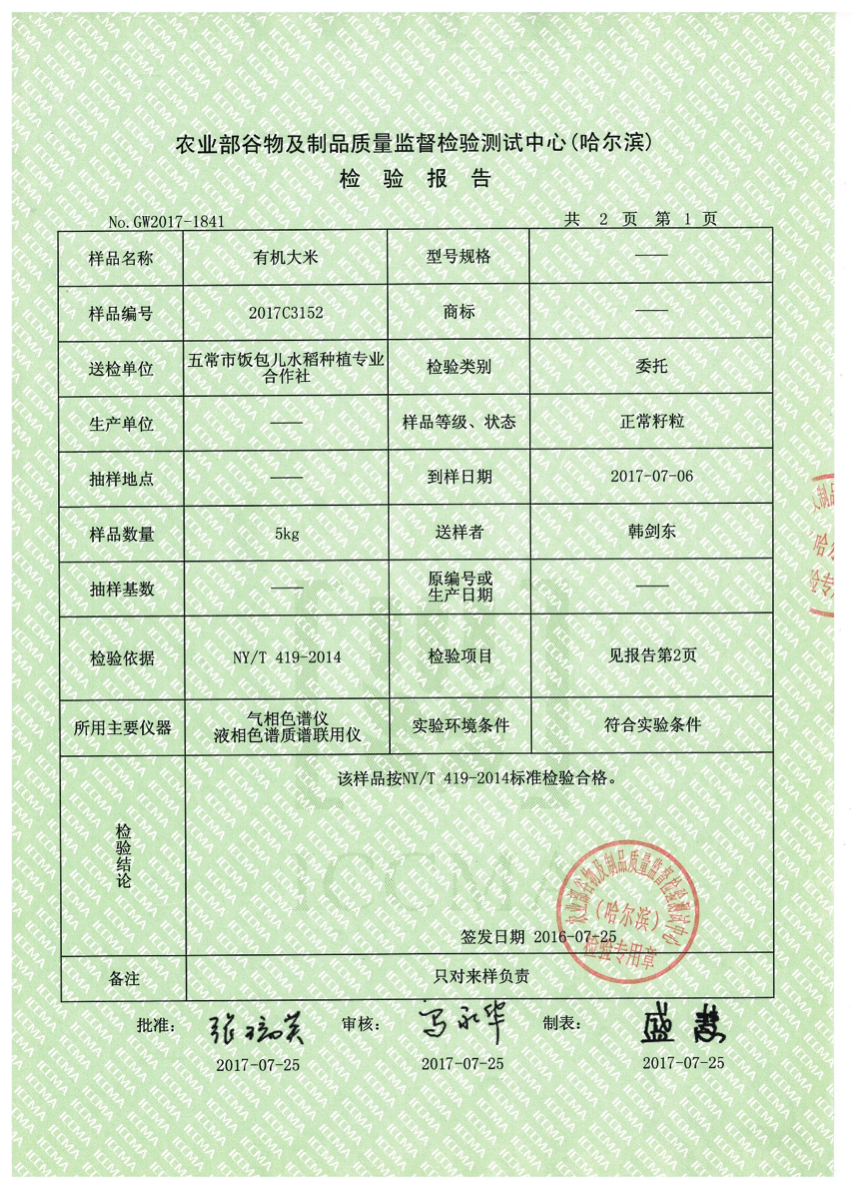 农业部谷物及制品质量监督检验测试中心(哈尔滨)
检 验 报 告
No.GW2017-1841 共 2 页 第 1 页
样品名称 有机大米 型号规格 ——
样品编号 2017C3152 商标 ——
送检单位 五常市饭包儿水稻种植专业
合作社 检验类别 委托
生产单位 —— 样品等级、状态 正常籽粒
抽样地点 —— 到样日期 2017-07-06
样品数量 5kg 送样者 韩剑东
抽样基数 —— 原编号或
生产日期 ——
检验依据 NY/T 419-2014 检验项目 见报告第2页
所用主要仪器 气相色谱仪
液相色谱质谱联用仪 实验环境条件 符合实验条件
检验结论 该样品按NY/T 419-2014标准检验合格。
农业部谷物及制品质量监督检验测试中心
(哈尔滨)
检验专用章
签发日期 2016-07-25
备注 只对来样负责
批准: 审核: 制表: 盛慧
2017-07-25 2017-07-25 2017-07-25